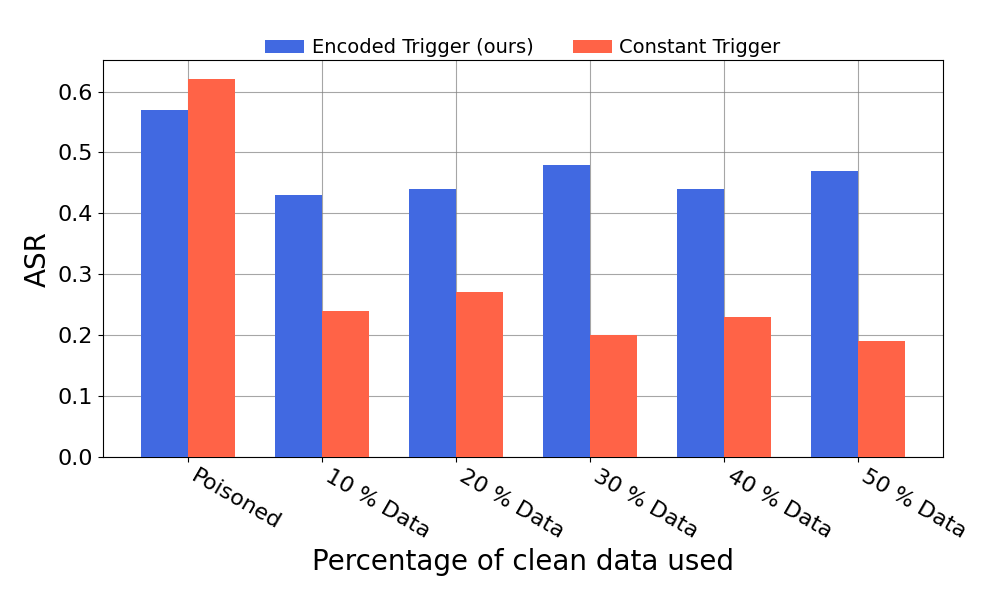 Encoded Trigger (ours) Constant Trigger
ASR
0.6
0.5
0.4
0.3
0.2
0.1
0.0
Poisoned
10 % Data
20 % Data
30 % Data
40 % Data
50 % Data
Percentage of clean data used